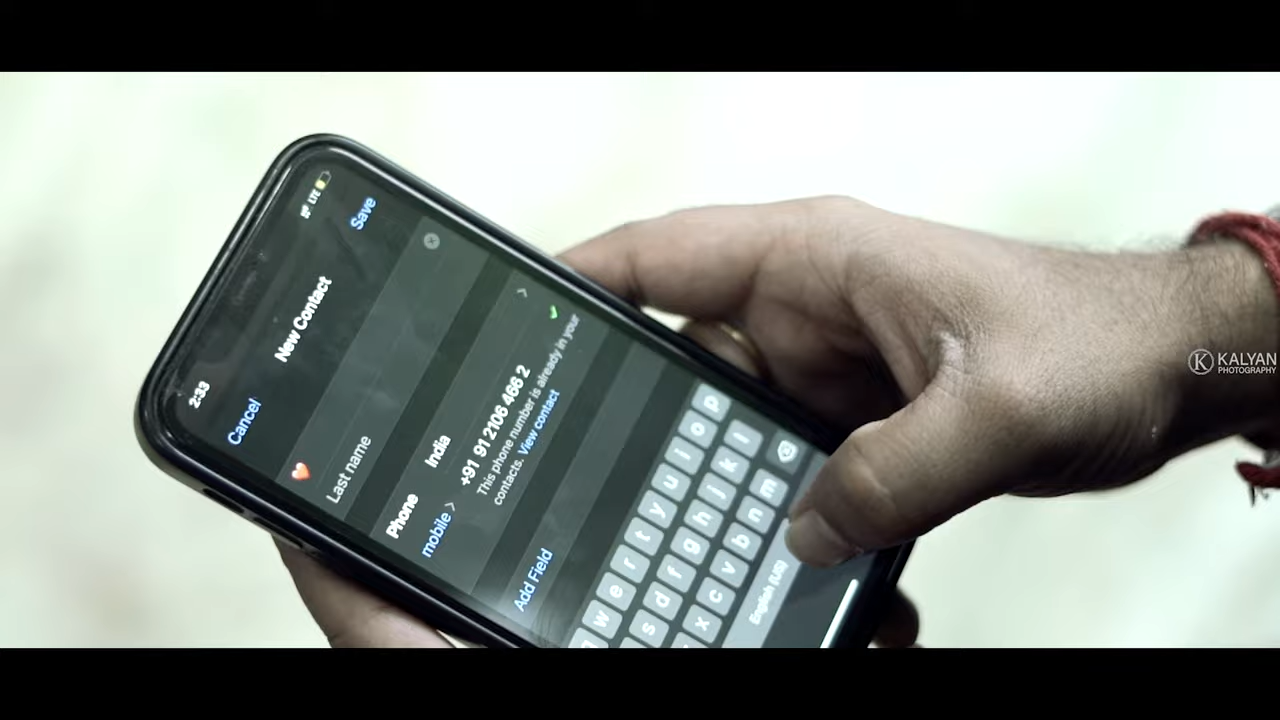 2:33
LTE
Cancel
New Contact
Save
❤️
Last name
Phone
India
mobile
+91 91 2106 466 2
This phone number is already in your
contacts. View contact
Add Field
w e r t y u i o p
s d f g h j k l
x c v b n m @
English (US)
KALYAN
PHOTOGRAPHY